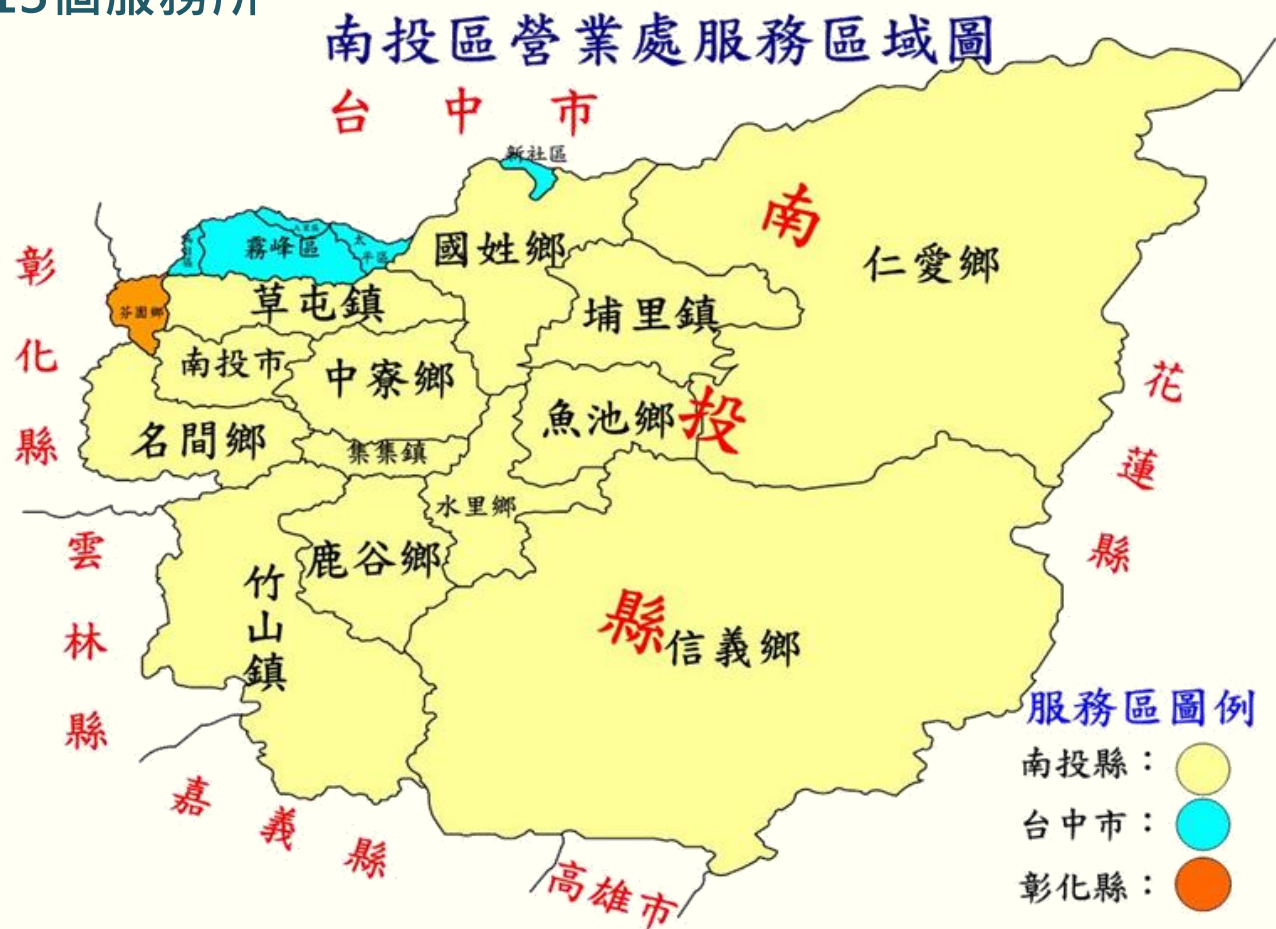 15個服務所
南投區營業處服務區域圖
台中市
新社區
霧峰區
太平區
國姓鄉
南投縣
仁愛鄉
彰化縣
芬園鄉
草屯鎮
埔里鎮
南投市
中寮鄉
魚池鄉
花蓮縣
名間鄉
集集鎮
水里鄉
雲林縣
鹿谷鄉
竹山鎮
信義鄉
嘉義縣
高雄市
服務區圖例
南投縣：
台中市：
彰化縣：